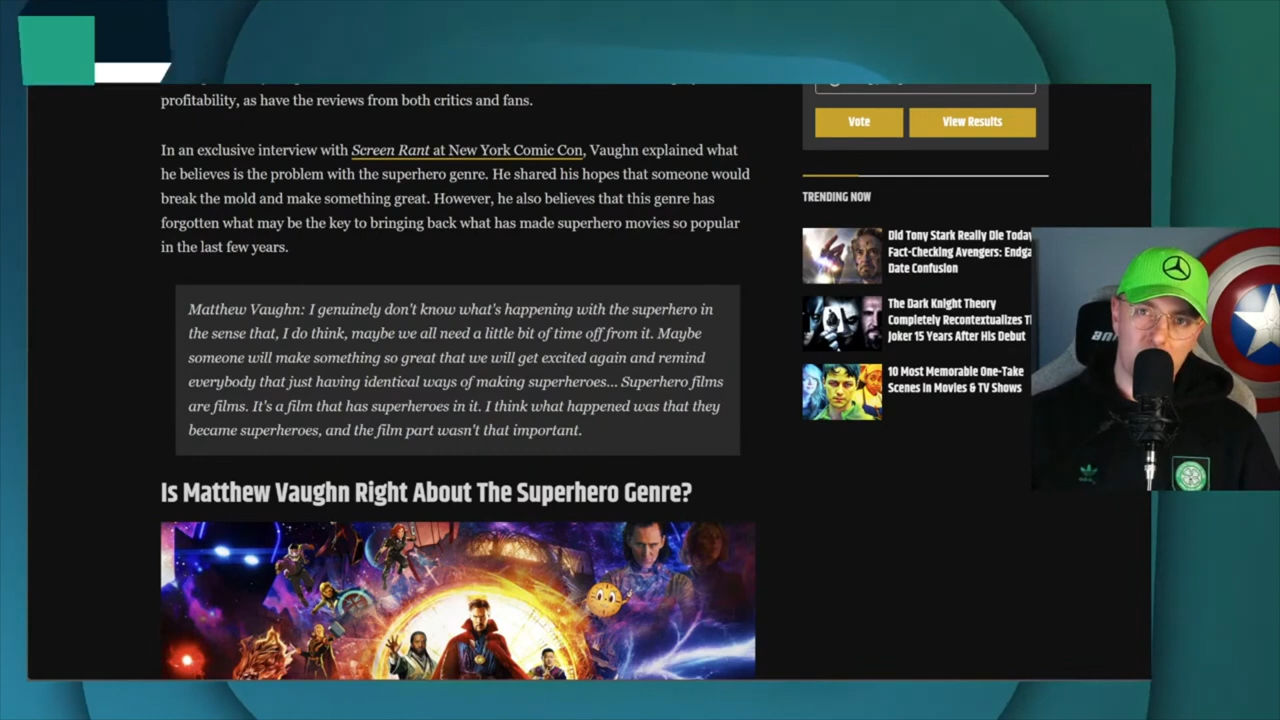 profitability, as have the reviews from both critics and fans.
In an exclusive interview with Screen Rant at New York Comic Con, Vaughn explained what
he believes is the problem with the superhero genre. He shared his hopes that someone would
break the mold and make something great. However, he also believes that this genre has
forgotten what may be the key to bringing back what has made superhero movies so popular
in the last few years.
Matthew Vaughn: I genuinely don't know what's happening with the superhero in
the sense that, I do think, maybe we all need a little bit of time off from it. Maybe
someone will make something so great that we will get excited again and remind
everybody that just having identical ways of making superheroes... Superhero films
are films. It's a film that has superheroes in it. I think what happened was that they
became superheroes, and the film part wasn't that important.
Is Matthew Vaughn Right About The Superhero Genre?
Vote
View Results
TRENDING NOW
Did Tony Stark Really Die Today
Fact-Checking Avengers:
Date Confusion
The Dark Knight Theory
Completely Recontextualizes
Joker 15 Years After His Debut
10 Most Memorable One-Take
Scenes In Movies & TV Shows